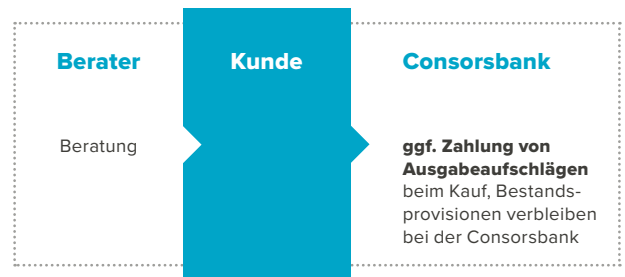 Berater
Kunde
Consorsbank
Beratung
ggf. Zahlung von
Ausgabeaufschlägen
beim Kauf, Bestands-
provisionen verbleiben
bei der Consorsbank